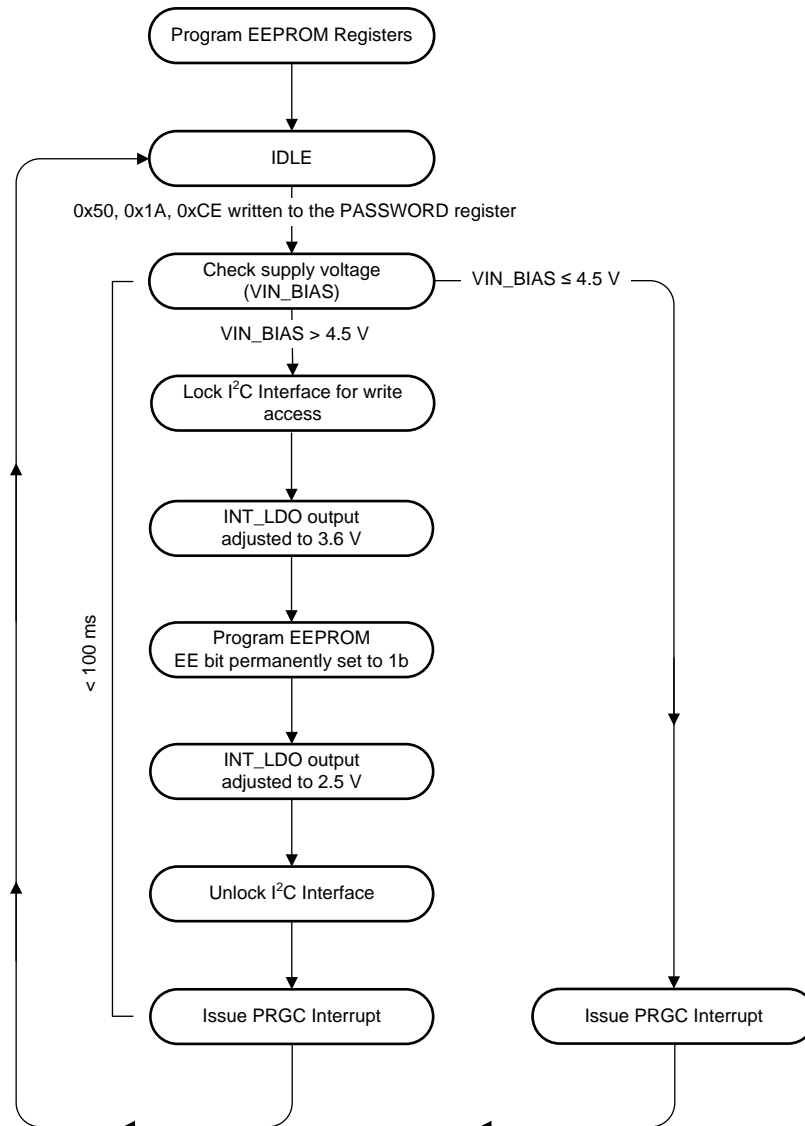 Program EEPROM Registers
IDLE
0x50, 0x1A, 0xCE written to the PASSWORD register
Check supply voltage
(VIN_BIAS)
VIN_BIAS ≤ 4.5 V
VIN_BIAS > 4.5 V
Lock I²C Interface for write
access
INT_LDO output
adjusted to 3.6 V
< 100 ms
Program EEPROM
EE bit permanently set to 1b
INT_LDO output
adjusted to 2.5 V
Unlock I²C Interface
Issue PRGC Interrupt
Issue PRGC Interrupt